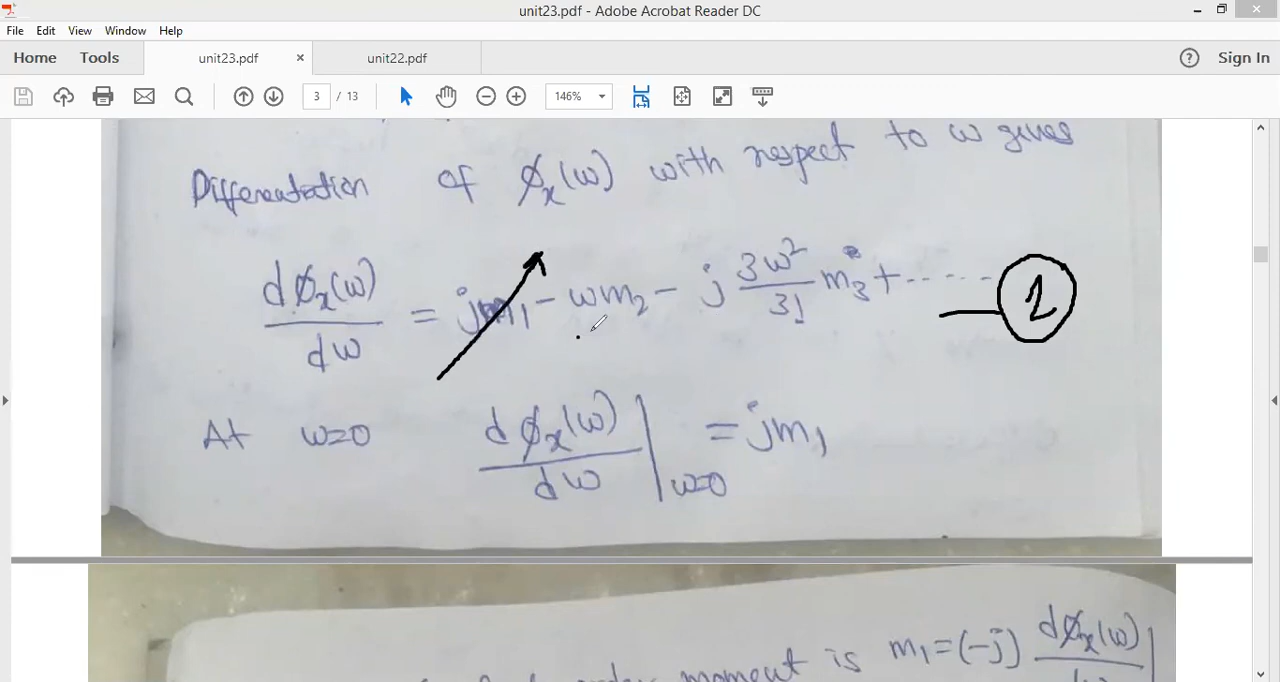 unit23.pdf - Adobe Acrobat Reader DC
File Edit View Window Help
Home Tools unit23.pdf × unit22.pdf Sign In
3 / 13 146%
Differentation of ϕx(ω) with respect to ω gives
dϕx(ω)/dω = jm₁ - ωm₂ - j 3ω²/3! m₃ + ------ 1
At ω=0 dϕx(ω)/dω |ω=0 = jm₁
moment is m₁=(-j) dϕx(ω)